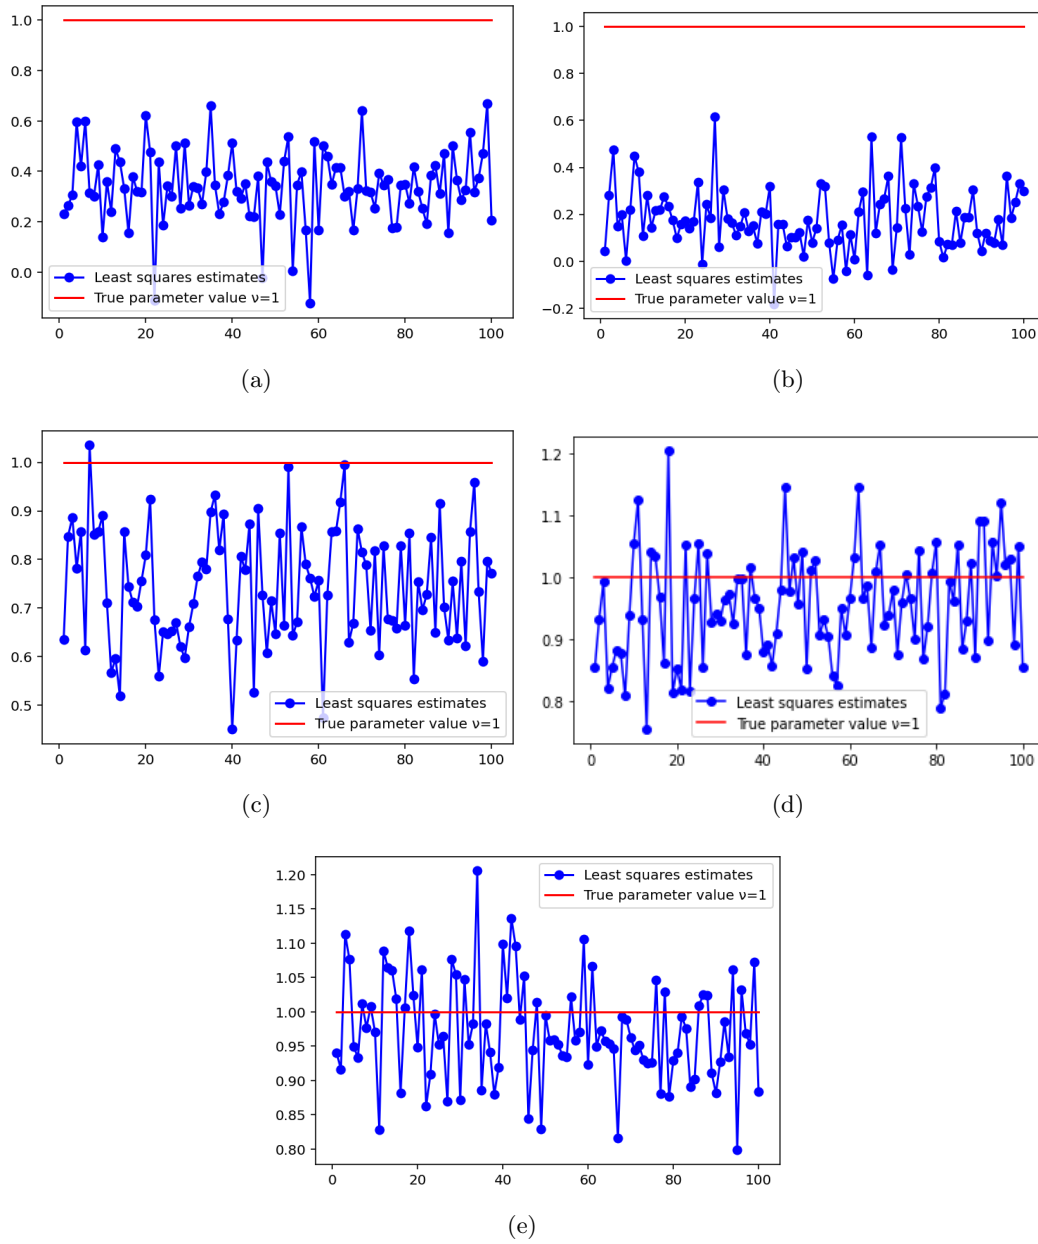 1.0
0.8
0.6
0.4
0.2
0.0
Least squares estimates
True parameter value ν=1
0 20 40 60 80 100
(a)
1.0
0.8
0.6
0.4
0.2
0.0
−0.2
Least squares estimates
True parameter value ν=1
0 20 40 60 80 100
(b)
1.0
0.9
0.8
0.7
0.6
0.5
Least squares estimates
True parameter value ν=1
0 20 40 60 80 100
(c)
1.2
1.1
1.0
0.9
0.8
Least squares estimates
True parameter value ν=1
0 20 40 60 80 100
(d)
1.20
1.15
1.10
1.05
1.00
0.95
0.90
0.85
0.80
Least squares estimates
True parameter value ν=1
0 20 40 60 80 100
(e)